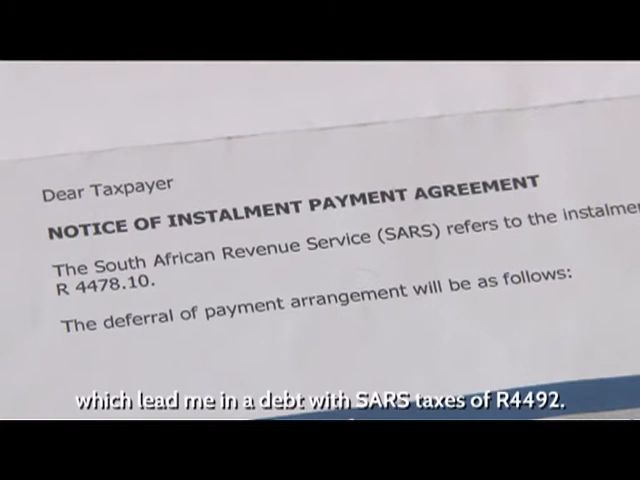 Dear Taxpayer
NOTICE OF INSTALMENT PAYMENT AGREEMENT
The South African Revenue Service (SARS) refers to the
R 4478.10.
The deferral of payment arrangement will be as follows:
which lead me in a debt with SARS taxes of R4492.